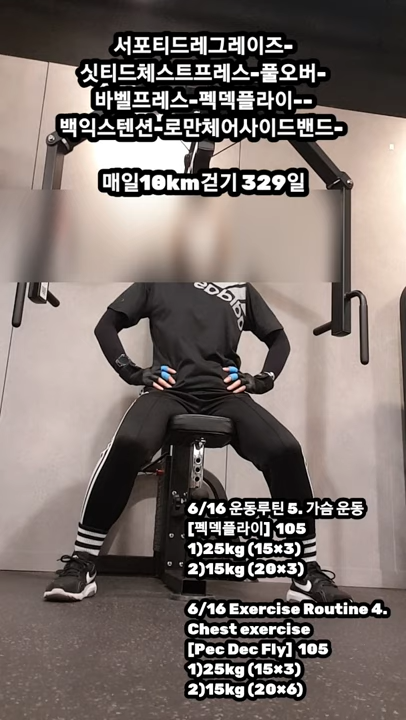 서포티드레그레이즈-
싯티드체스트프레스-풀오버-
바벨프레스-펙덱플라이--
백익스텐션-로만체어사이드밴드-
매일10km걷기 329일
adidas
6/16 운동루틴 5. 가슴 운동
[펙덱플라이] 105
1)25kg (15×3)
2)15kg (20×3)
6/16 Exercise Routine 4.
Chest exercise
[Pec Dec Fly] 105
1)25kg (15×3)
2)15kg (20×6)